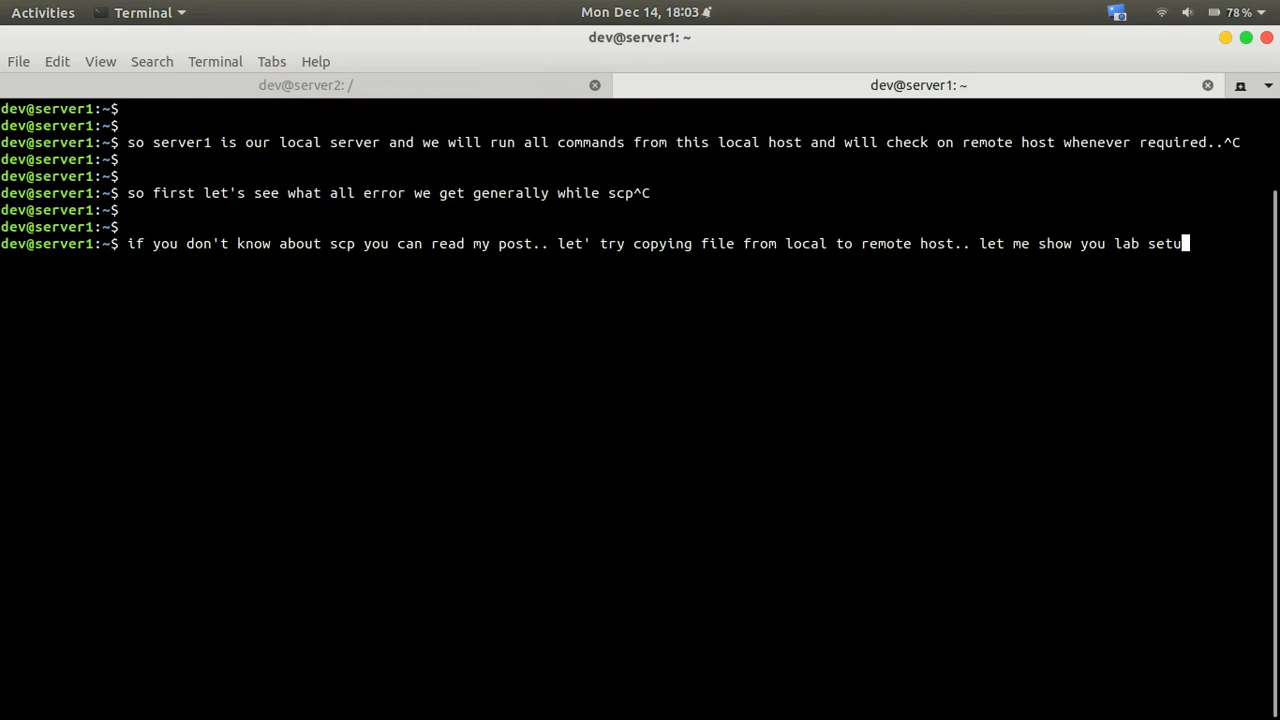 Activities Terminal Mon Dec 14, 18:03 78%
dev@server1: ~
File Edit View Search Terminal Tabs Help
dev@server2: / dev@server1: ~
dev@server1:~$
dev@server1:~$
dev@server1:~$ so server1 is our local server and we will run all commands from this local host and will check on remote host whenever required..^C
dev@server1:~$
dev@server1:~$
dev@server1:~$ so first let's see what all error we get generally while scp^C
dev@server1:~$
dev@server1:~$
dev@server1:~$ if you don't know about scp you can read my post.. let' try copying file from local to remote host.. let me show you lab setu